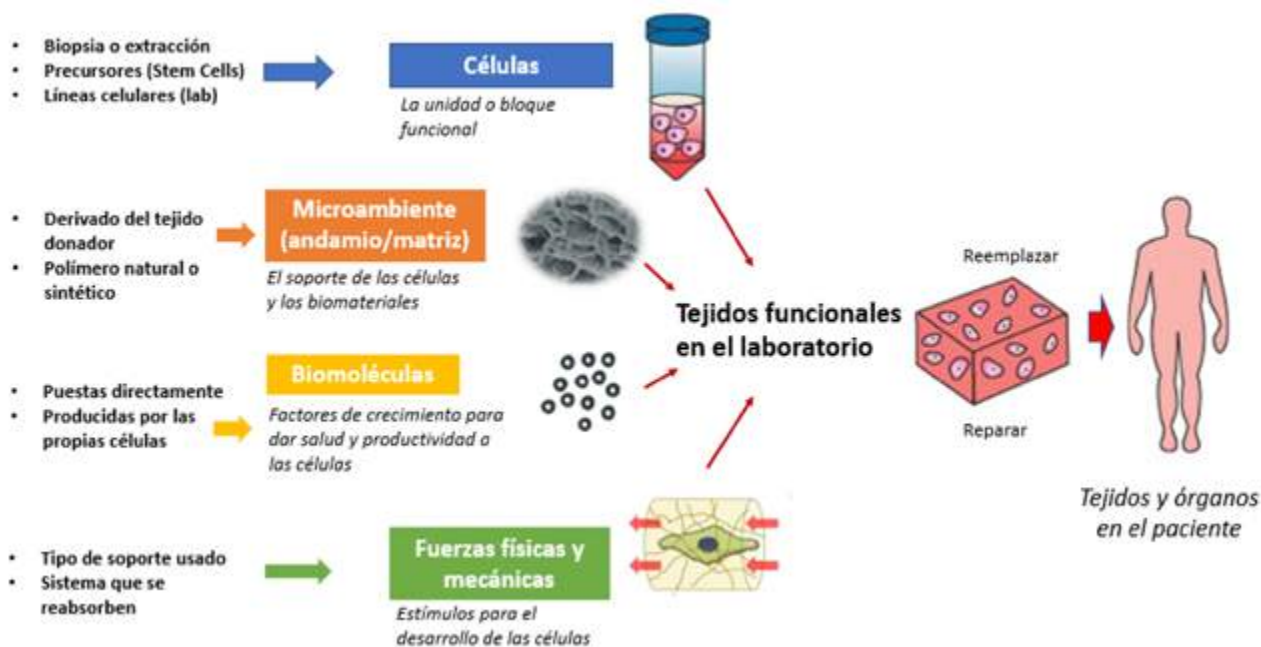 • Biopsia o extracción
• Precursores (Stem Cells)
• Líneas celulares (lab)
Células
La unidad o bloque
funcional
• Derivado del tejido
donador
• Polímero natural o
sintético
Microambiente
(andamio/matriz)
El soporte de las células
y los biomateriales
• Puestas directamente
• Producidas por las
propias células
Biomoléculas
Factores de crecimiento para
dar salud y productividad a
las células
• Tipo de soporte usado
• Sistema que se
reabsorben
Fuerzas físicas y
mecánicas
Estímulos para el
desarrollo de las células
Tejidos funcionales
en el laboratorio
Reemplazar
Reparar
Tejidos y órganos
en el paciente